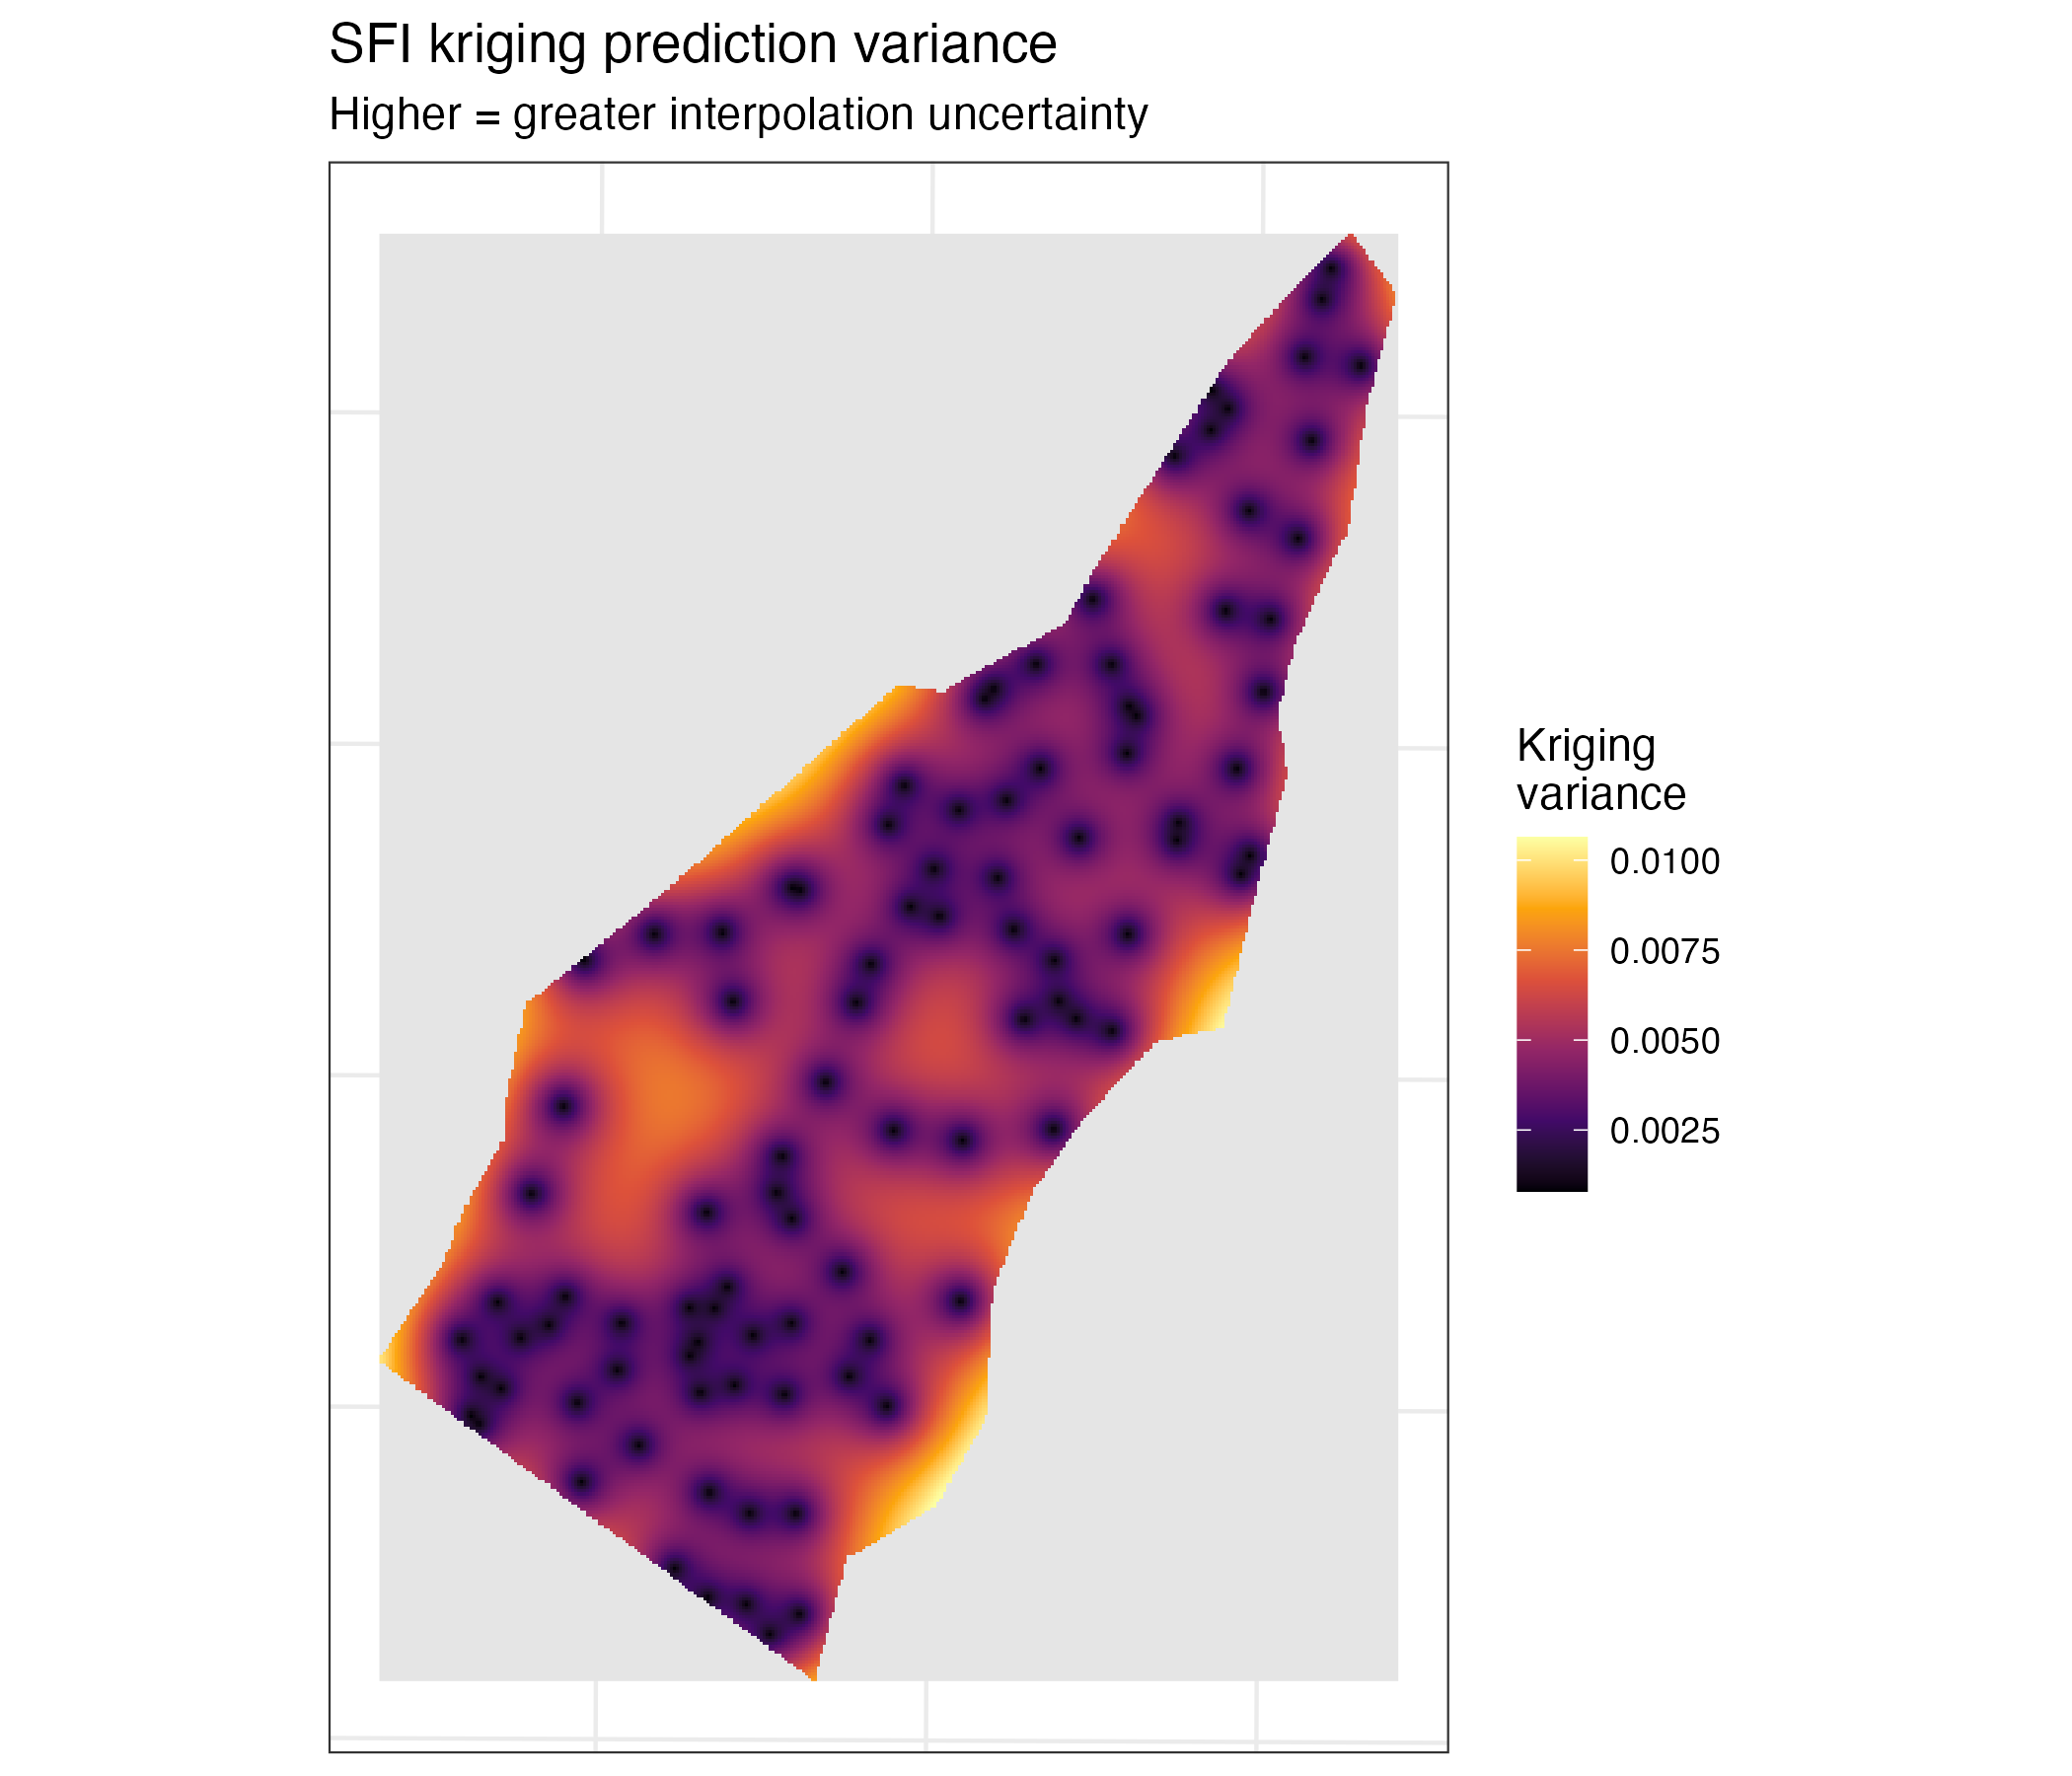 SFI kriging prediction variance
Higher = greater interpolation uncertainty
Kriging
variance
0.0100
0.0075
0.0050
0.0025